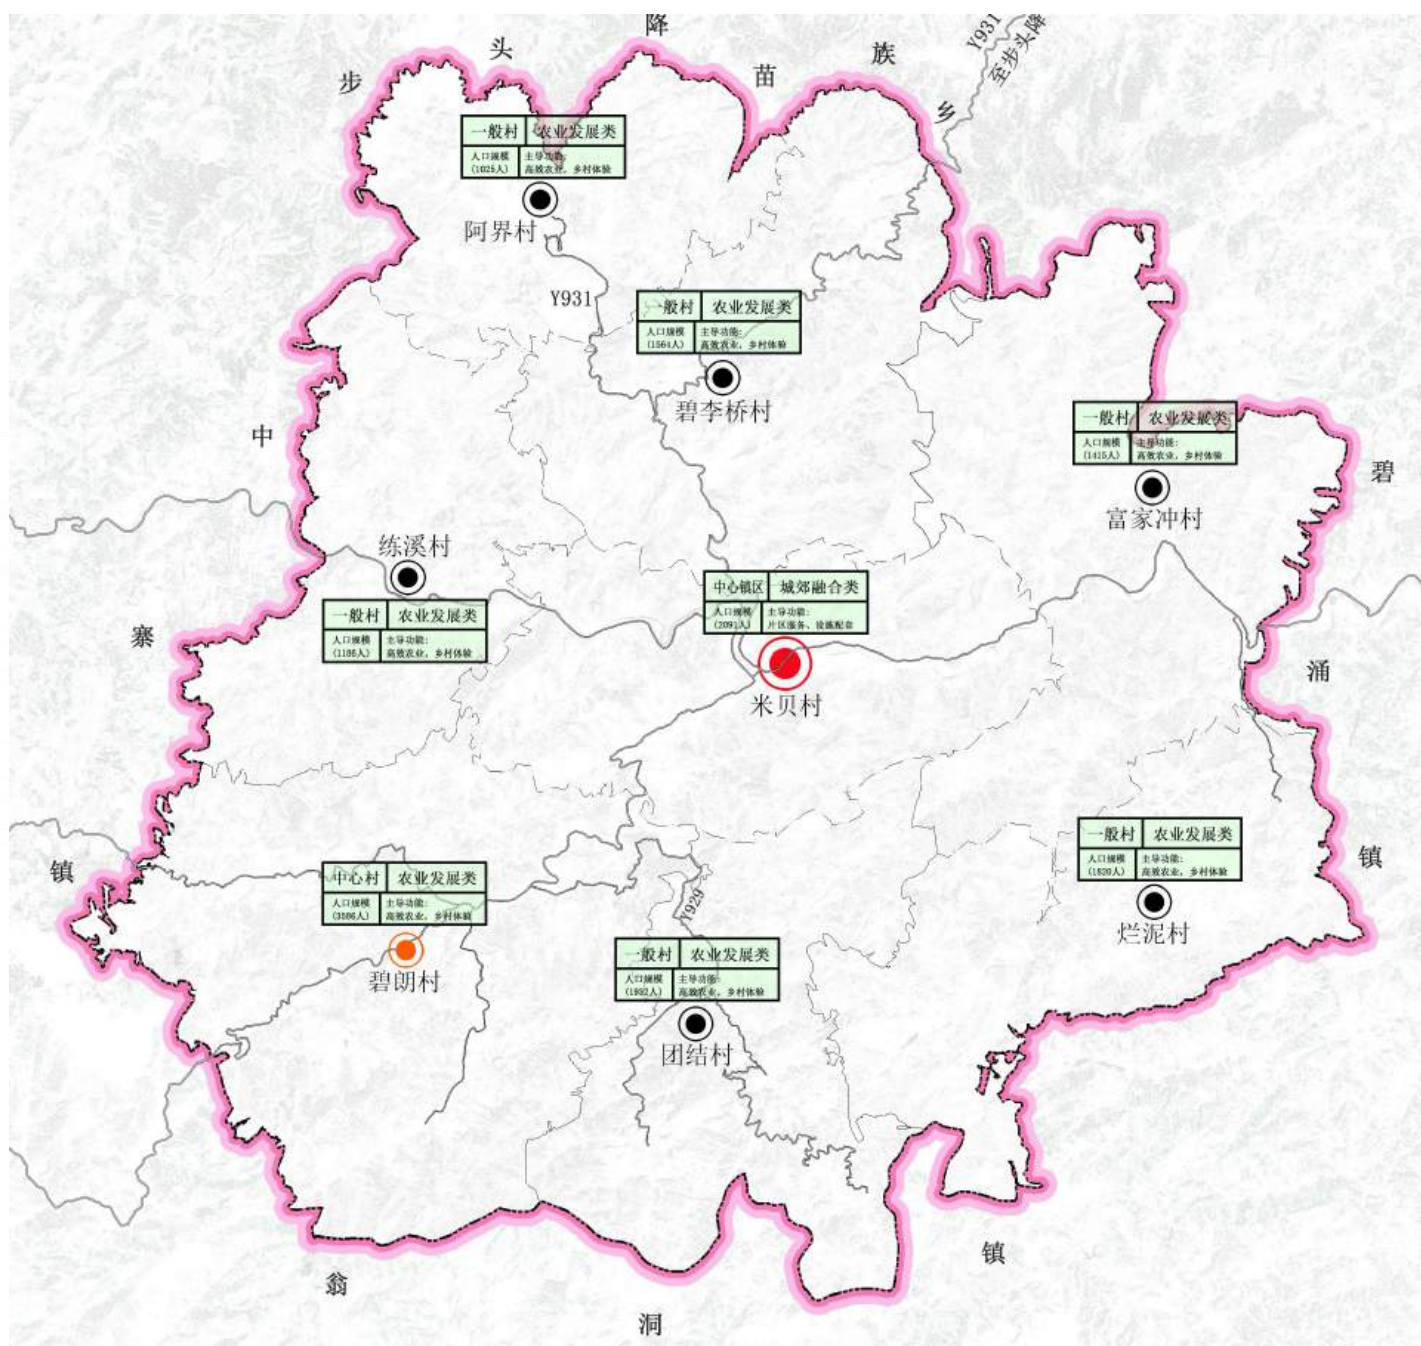 步头降苗族乡
Y931
至步头降
一般村 农业发展类
人口规模 主导功能:
(1025人) 高效农业，乡村体验
阿界村
Y931
一般村 农业发展类
人口规模 主导功能:
(1564人) 高效农业，乡村体验
碧李桥村
一般村 农业发展类
人口规模 主导功能:
(1415人) 高效农业，乡村体验
富家冲村
中寨镇
碧涌镇
练溪村
一般村 农业发展类
人口规模 主导功能:
(1186人) 高效农业，乡村体验
中心镇区 城郊融合类
人口规模 主导功能:
(2091人) 片区服务、设施配套
米贝村
一般村 农业发展类
人口规模 主导功能:
(1820人) 高效农业，乡村体验
烂泥村
中心村 农业发展类
人口规模 主导功能:
(3586人) 高效农业，乡村体验
碧朗村
Y929
一般村 农业发展类
人口规模 主导功能:
(1932人) 高效农业，乡村体验
团结村
翁洞镇